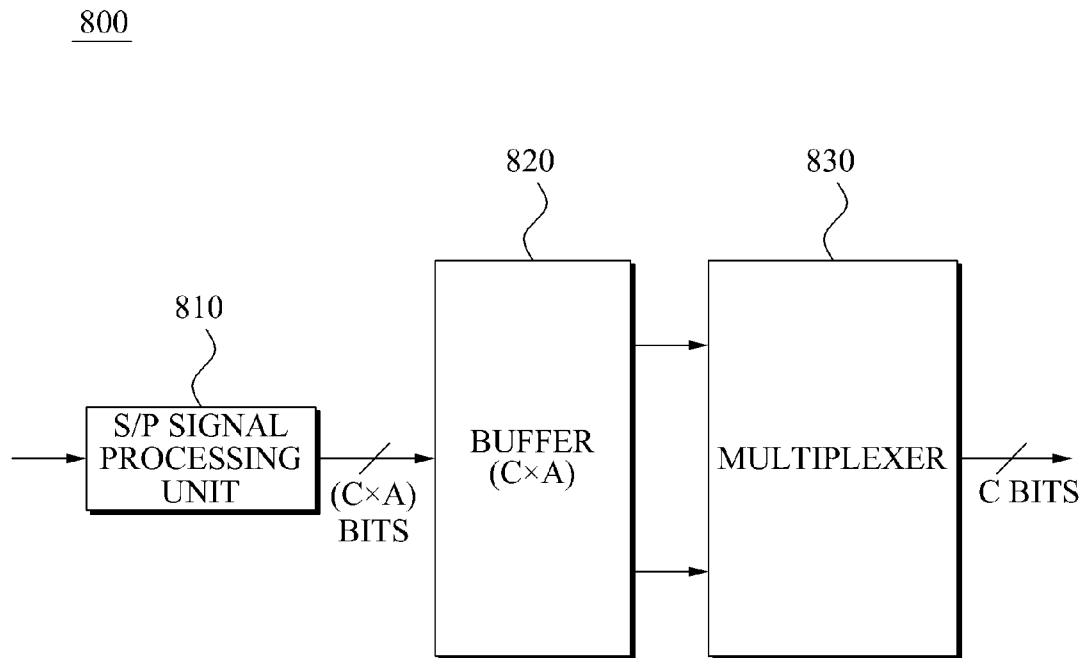 800
820
830
810
S/P SIGNAL
PROCESSING
UNIT
(C×A)
BITS
BUFFER
(C×A)
MULTIPLEXER
C BITS